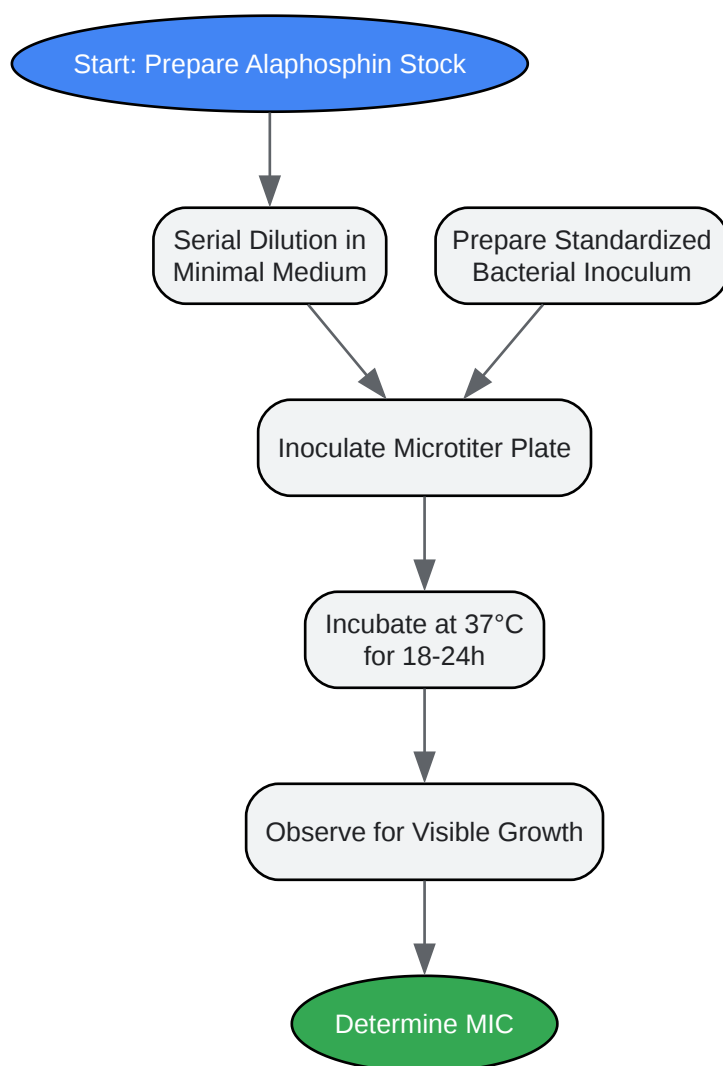 Start: Prepare Alaphosphin Stock
Serial Dilution in
Minimal Medium
Prepare Standardized
Bacterial Inoculum
Inoculate Microtiter Plate
Incubate at 37°C
for 18-24h
Observe for Visible Growth
Determine MIC